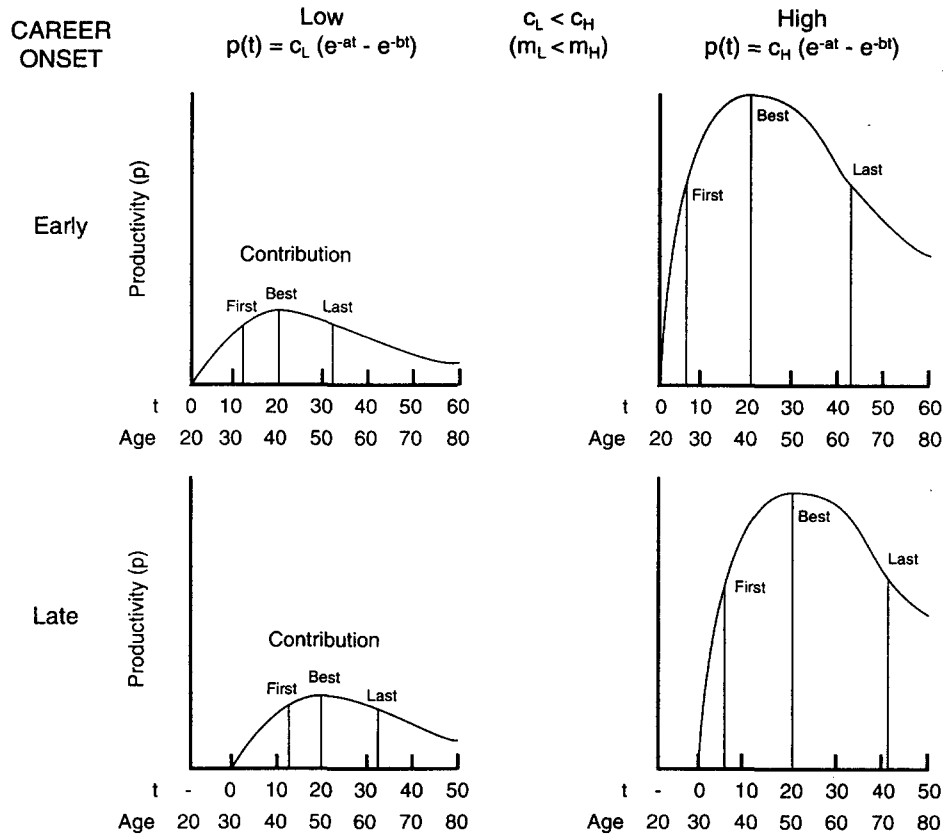 CAREER
ONSET
Low
p(t) = c_L (e^-at - e^-bt)
c_L < c_H
(m_L < m_H)
High
p(t) = c_H (e^-at - e^-bt)
Early
Productivity (p)
Contribution
First
Best
Last
t 0 10 20 30 40 50 60
Age 20 30 40 50 60 70 80
First
Best
Last
0 10 20 30 40 50 60
20 30 40 50 60 70 80
Late
Productivity (p)
Contribution
First
Best
Last
t - 0 10 20 30 40 50
Age 20 30 40 50 60 70 80
First
Best
Last
t - 0 10 20 30 40 50
Age 20 30 40 50 60 70 80